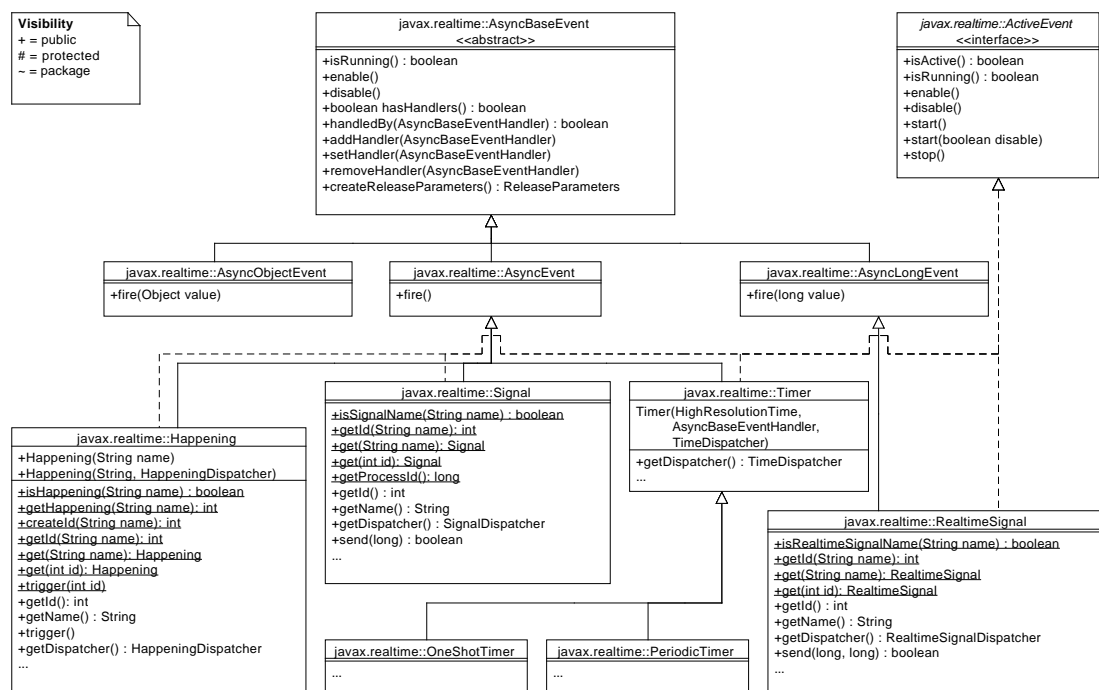 Visibility
+ = public
# = protected
~ = package
javax.realtime::AsyncBaseEvent
<<abstract>>
+isRunning() : boolean
+enable()
+disable()
+boolean hasHandlers() : boolean
+handledBy(AsyncBaseEventHandler) : boolean
+addHandler(AsyncBaseEventHandler)
+setHandler(AsyncBaseEventHandler)
+removeHandler(AsyncBaseEventHandler)
+createReleaseParameters() : ReleaseParameters
javax.realtime::ActiveEvent
<<interface>>
+isActive() : boolean
+isRunning() : boolean
+enable()
+disable()
+start()
+start(boolean disable)
+stop()
javax.realtime::AsyncObjectEvent
+fire(Object value)
javax.realtime::AsyncEvent
+fire()
javax.realtime::AsyncLongEvent
+fire(long value)
javax.realtime::Happening
+Happening(String name)
+Happening(String, HappeningDispatcher)
+isHappening(String name) : boolean
+getHappening(String name): int
+createId(String name): int
+getId(String name): int
+get(String name): Happening
+get(int id): Happening
+trigger(int id)
+getId(): int
+getName() : String
+trigger()
+getDispatcher() : HappeningDispatcher
...
javax.realtime::Signal
+isSignalName(String name) : boolean
+getId(String name): int
+get(String name): Signal
+get(int id): Signal
+getProcessId(): long
+getId() : int
+getName() : String
+getDispatcher() : SignalDispatcher
+send(long) : boolean
...
javax.realtime::Timer
Timer(HighResolutionTime,
AsyncBaseEventHandler,
TimeDispatcher)
+getDispatcher() : TimeDispatcher
...
javax.realtime::RealtimeSignal
+isRealtimeSignalName(String name) : boolean
+getId(String name): int
+get(String name): RealtimeSignal
+get(int id): RealtimeSignal
+getId() : int
+getName() : String
+getDispatcher() : RealtimeSignalDispatcher
+send(long, long) : boolean
...
javax.realtime::OneShotTimer
...
javax.realtime::PeriodicTimer
...